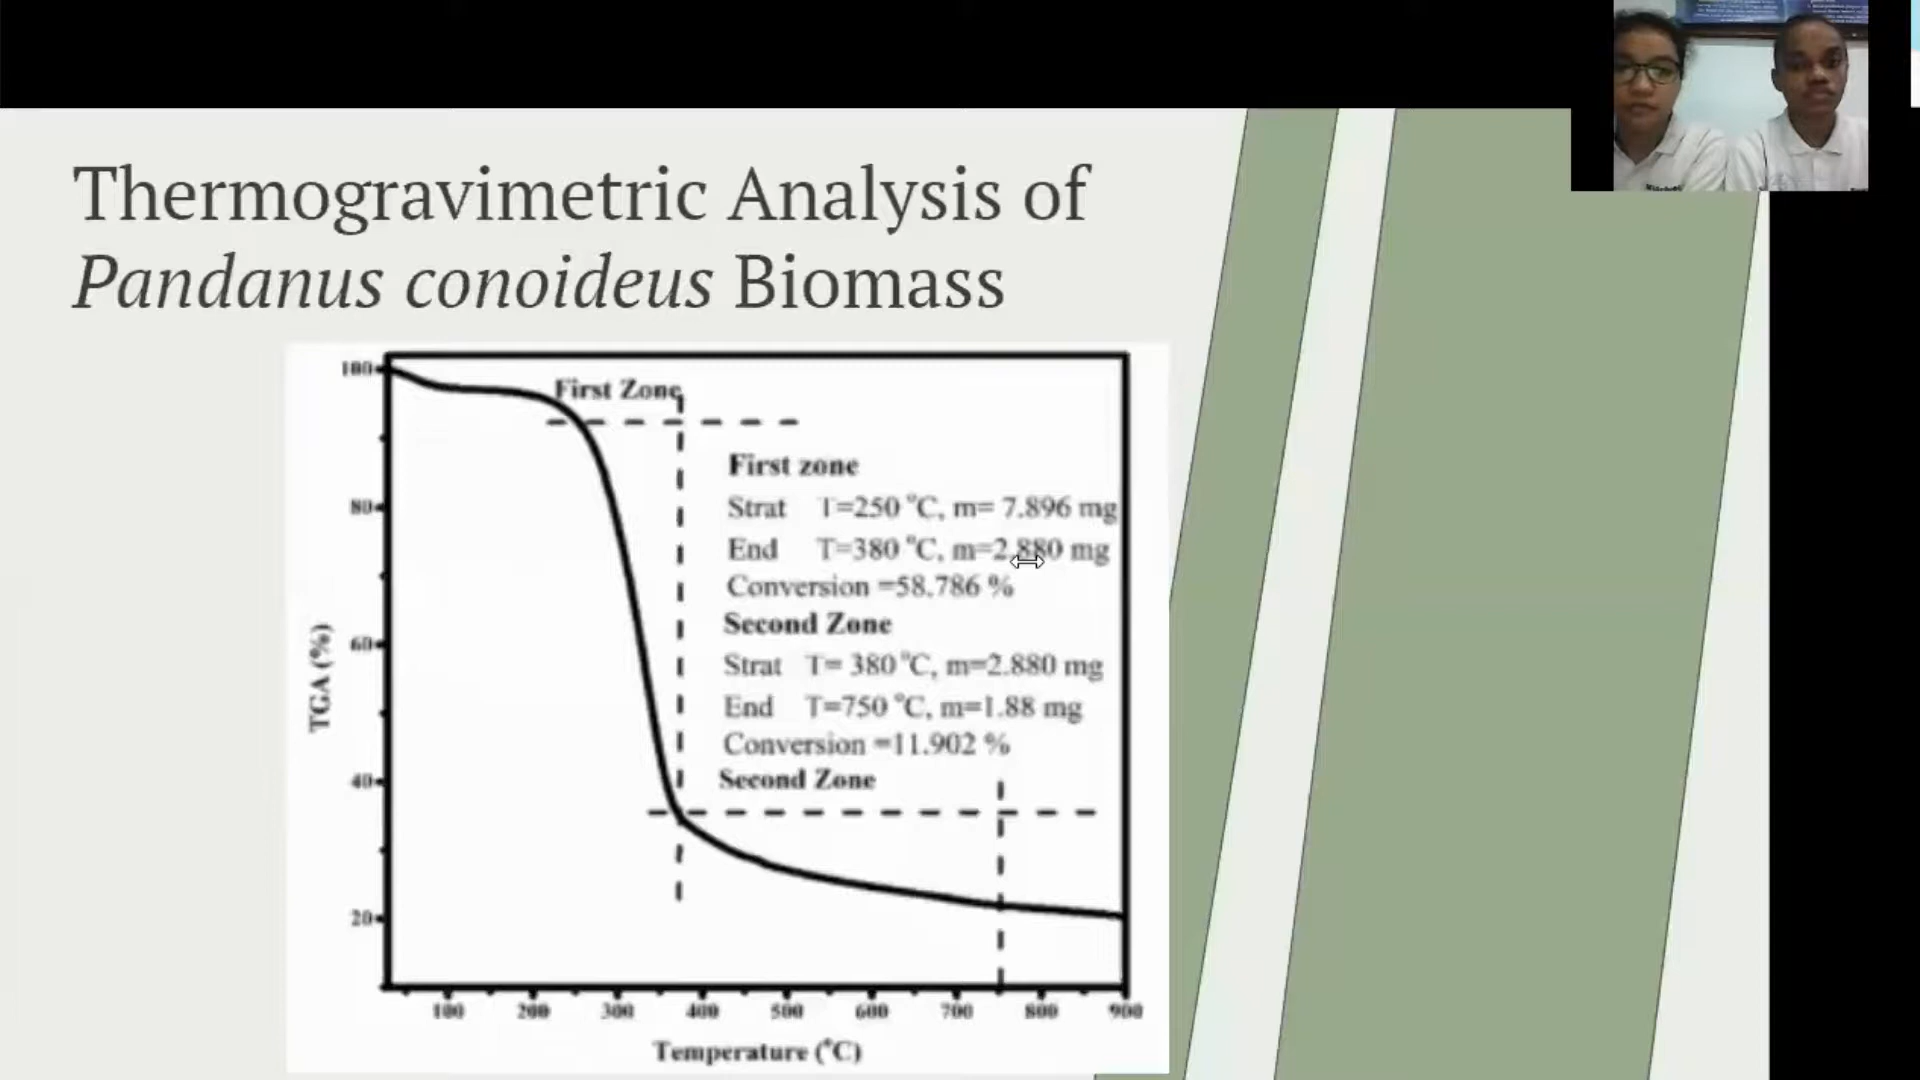 Thermogravimetric Analysis of
Pandanus conoideus Biomass
First Zone
First zone
Strat T=250 °C, m= 7.896 mg
End T=380 °C, m=2.880 mg
Conversion =58.786 %
Second Zone
Strat T= 380 °C, m=2.880 mg
End T=750 °C, m=1.88 mg
Conversion =11.902 %
Second Zone
TGA (%)
100
80
60
40
20
100 200 300 400 500 600 700 800 900
Temperature (°C)